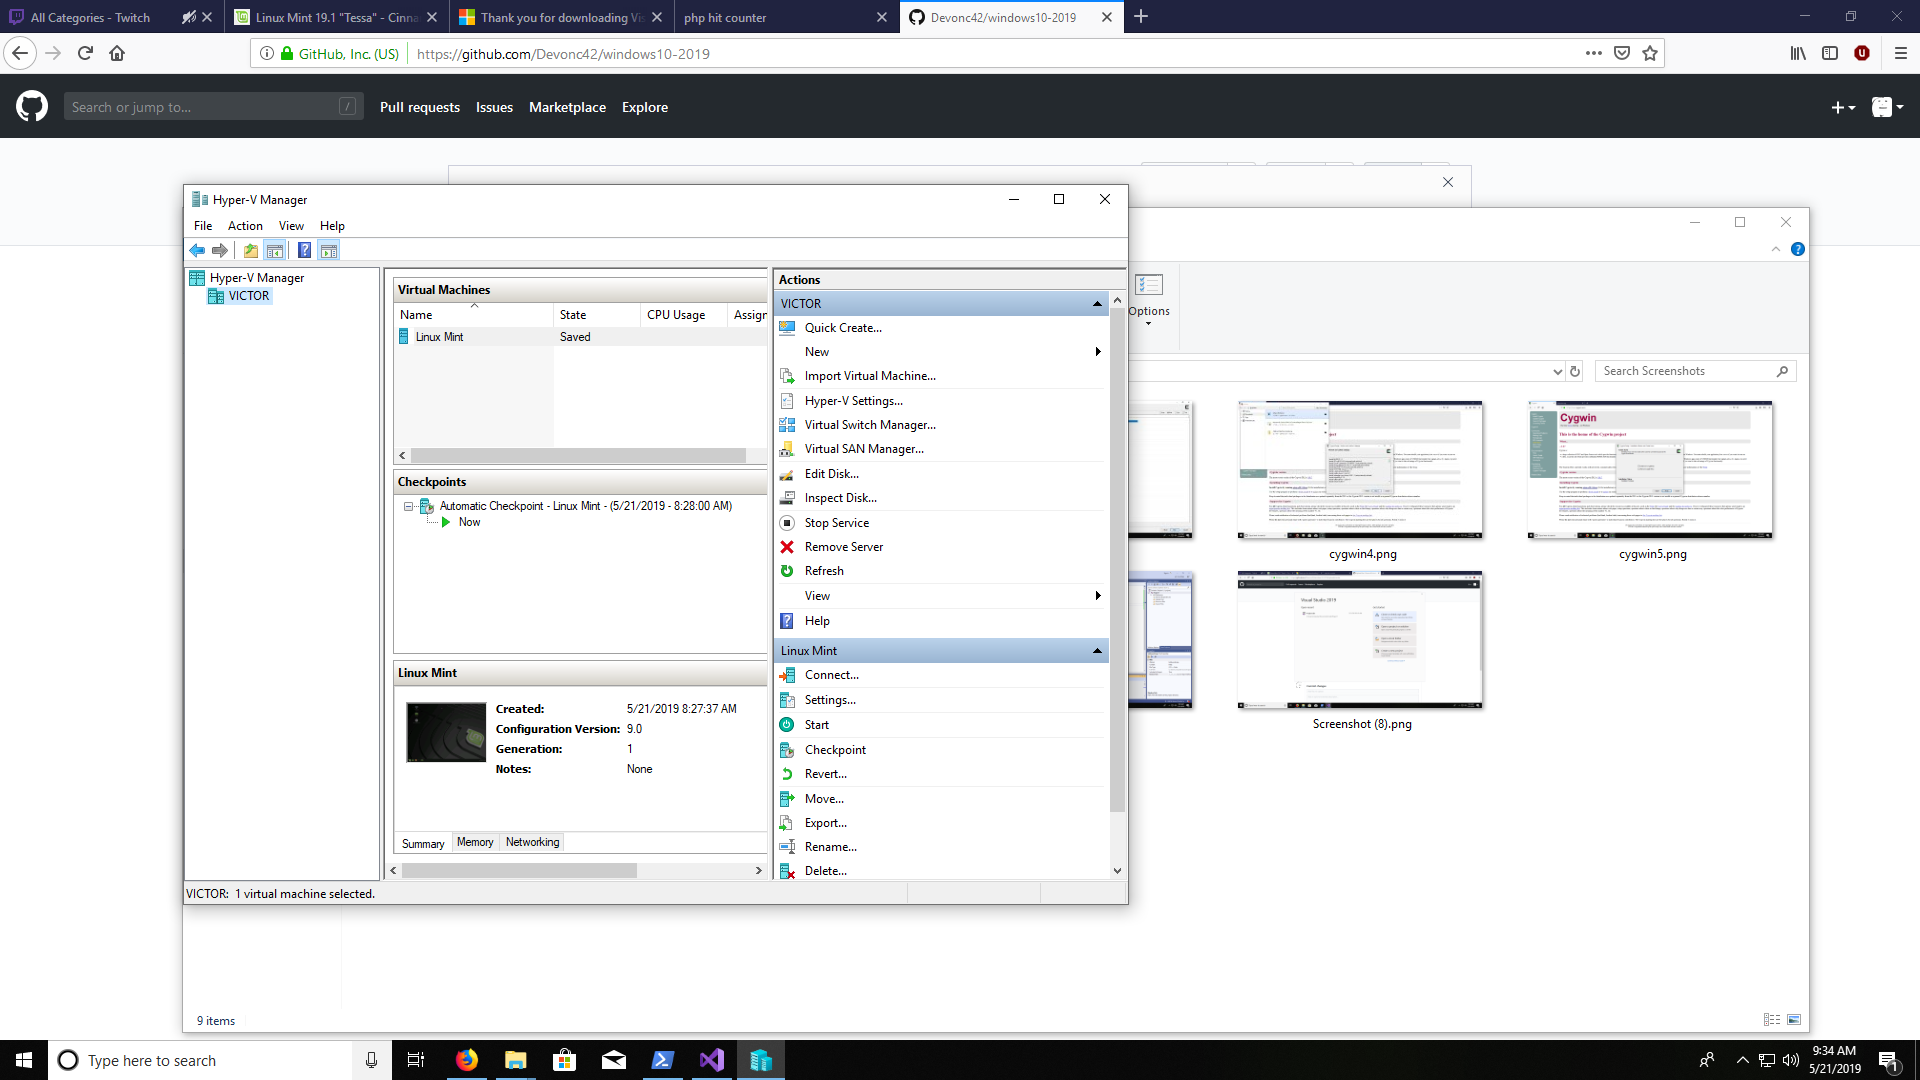 All Categories - Twitch
Linux Mint 19.1 "Tessa" - Cinna
Thank you for downloading Vis
php hit counter
Devonc42/windows10-2019
GitHub, Inc. (US)
https://github.com/Devonc42/windows10-2019
Search or jump to...
/
Pull requests
Issues
Marketplace
Explore
Hyper-V Manager
File
Action
View
Help
Hyper-V Manager
VICTOR
Virtual Machines
Name
State
CPU Usage
Assign
Linux Mint
Saved
Checkpoints
Automatic Checkpoint - Linux Mint - (5/21/2019 - 8:28:00 AM)
Now
Linux Mint
Created:
5/21/2019 8:27:37 AM
Configuration Version:
9.0
Generation:
1
Notes:
None
Summary
Memory
Networking
Actions
VICTOR
Quick Create...
New
Import Virtual Machine...
Hyper-V Settings...
Virtual Switch Manager...
Virtual SAN Manager...
Edit Disk...
Inspect Disk...
Stop Service
Remove Server
Refresh
View
Help
Linux Mint
Connect...
Settings...
Start
Checkpoint
Revert...
Move...
Export...
Rename...
Delete...
VICTOR: 1 virtual machine selected.
Options
Search Screenshots
Cygwin
Visual Studio 2019
cygwin4.png
cygwin5.png
Screenshot (8).png
9 items
Type here to search
9:34 AM
5/21/2019
1